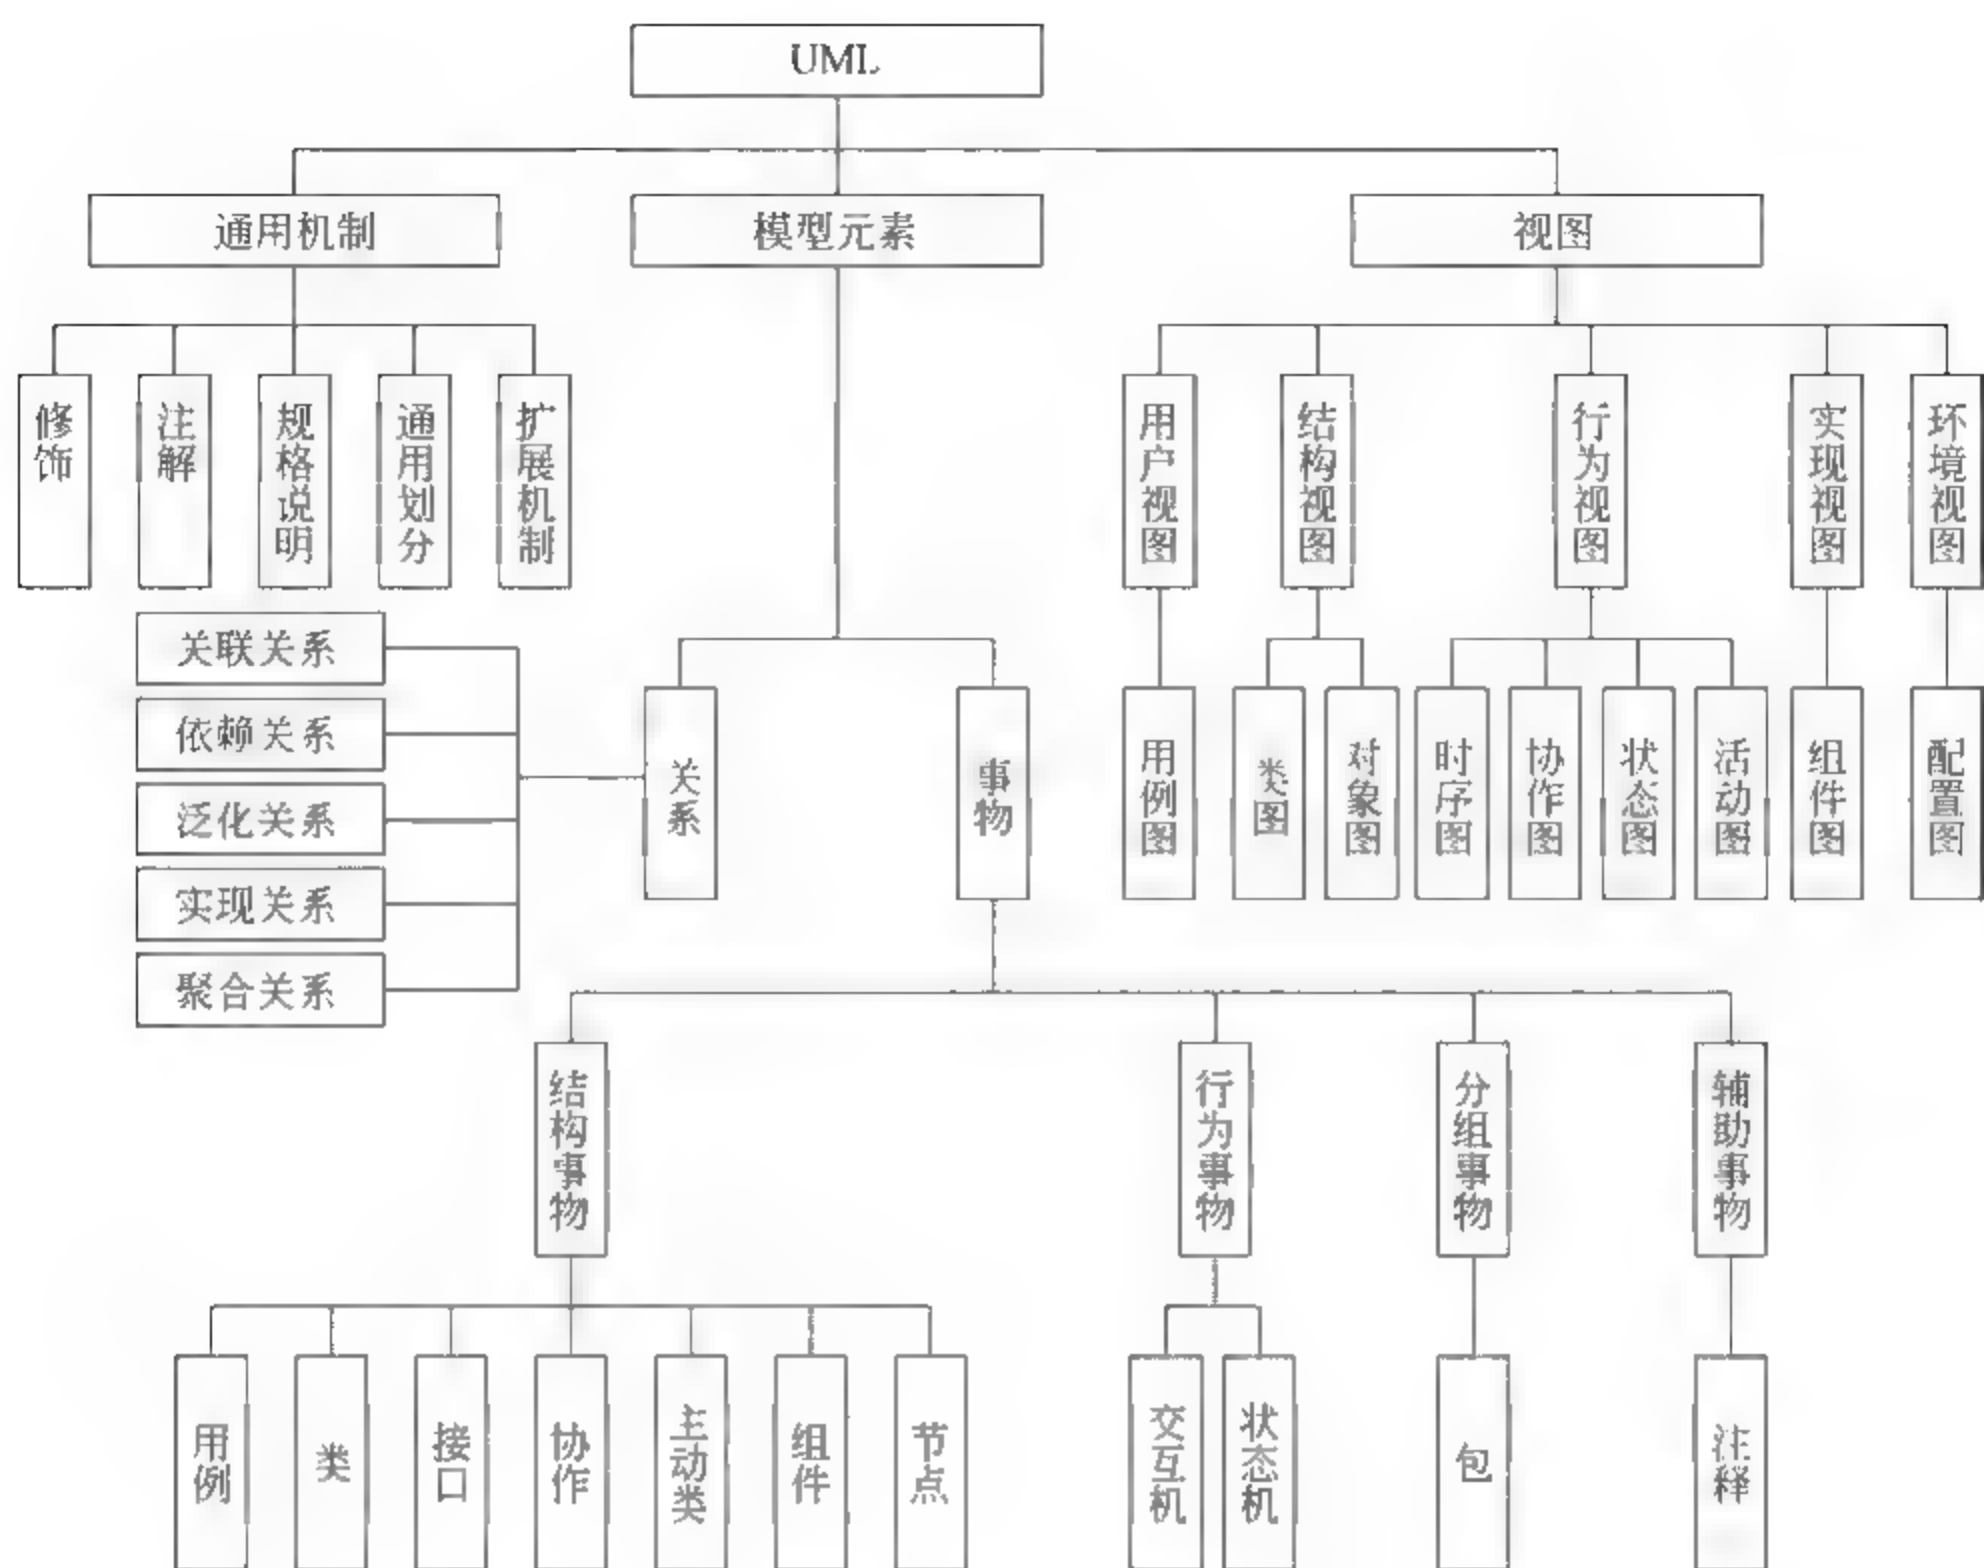 UML
通用机制
模型元素
视图
修饰
注解
规格说明
通用划分
扩展机制
用户视图
结构视图
行为视图
实现视图
环境视图
关联关系
依赖关系
泛化关系
实现关系
聚合关系
关系
事物
用例图
类图
对象图
时序图
协作图
状态图
活动图
组件图
配置图
结构事物
行为事物
分组事物
辅助事物
用例
类
接口
协作
主动类
组件
节点
交互机
状态机
包
注释